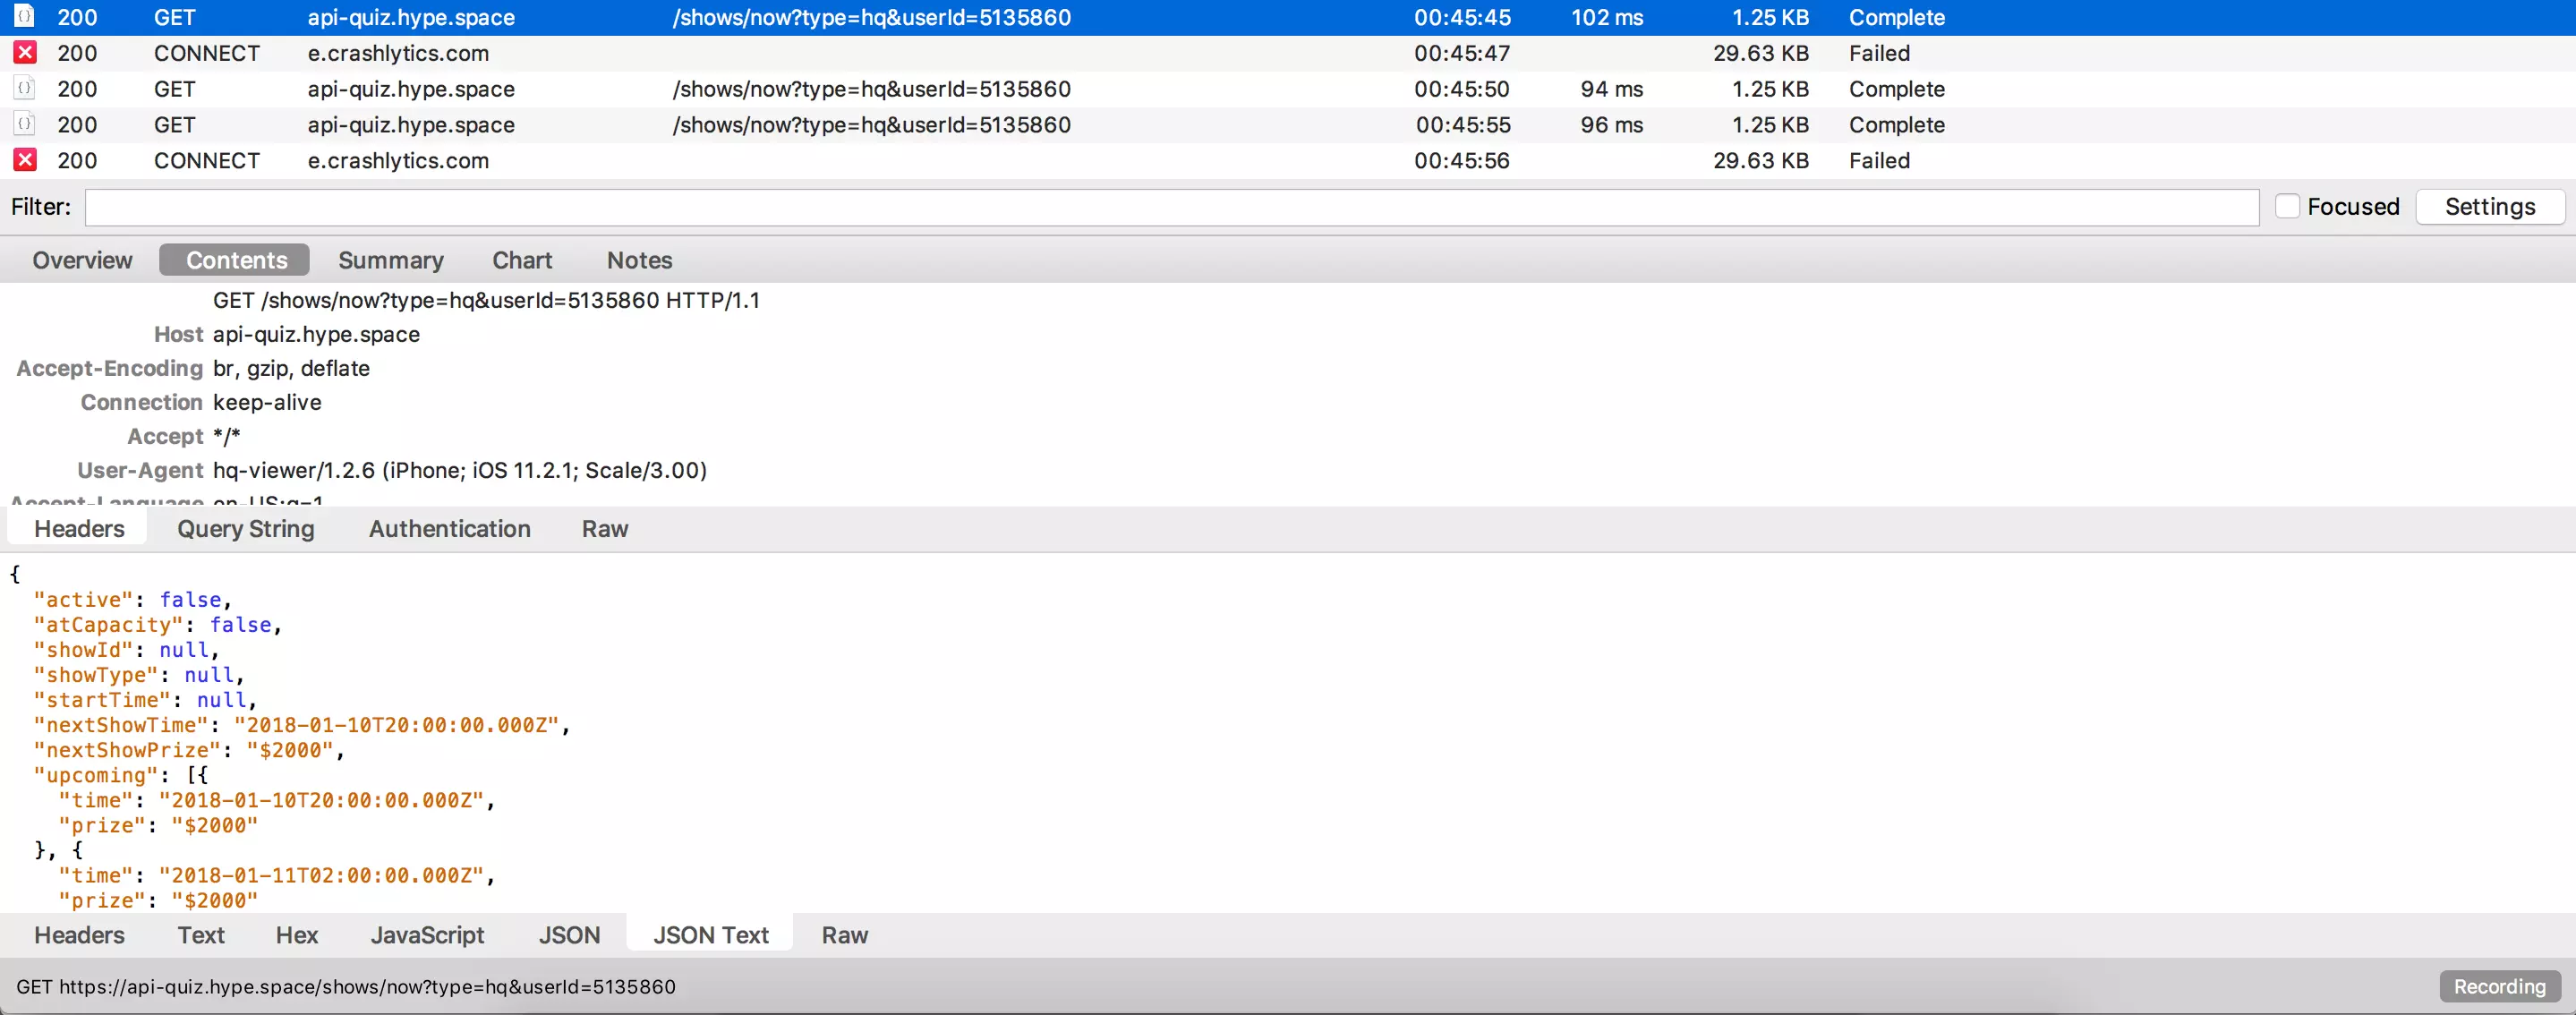 200 GET api-quiz.hype.space /shows/now?type=hq&userId=5135860 00:45:45 102 ms 1.25 KB Complete
200 CONNECT e.crashlytics.com 00:45:47 29.63 KB Failed
200 GET api-quiz.hype.space /shows/now?type=hq&userId=5135860 00:45:50 94 ms 1.25 KB Complete
200 GET api-quiz.hype.space /shows/now?type=hq&userId=5135860 00:45:55 96 ms 1.25 KB Complete
200 CONNECT e.crashlytics.com 00:45:56 29.63 KB Failed
Filter: Focused Settings
Overview Contents Summary Chart Notes
GET /shows/now?type=hq&userId=5135860 HTTP/1.1
Host api-quiz.hype.space
Accept-Encoding br, gzip, deflate
Connection keep-alive
Accept */*
User-Agent hq-viewer/1.2.6 (iPhone; iOS 11.2.1; Scale/3.00)
Accept-Language en-US;q=1
Headers Query String Authentication Raw
{
"active": false,
"atCapacity": false,
"showId": null,
"showType": null,
"startTime": null,
"nextShowTime": "2018-01-10T20:00:00.000Z",
"nextShowPrize": "$2000",
"upcoming": [{
"time": "2018-01-10T20:00:00.000Z",
"prize": "$2000"
}, {
"time": "2018-01-11T02:00:00.000Z",
"prize": "$2000"
Headers Text Hex JavaScript JSON JSON Text Raw
GET https://api-quiz.hype.space/shows/now?type=hq&userId=5135860 Recording